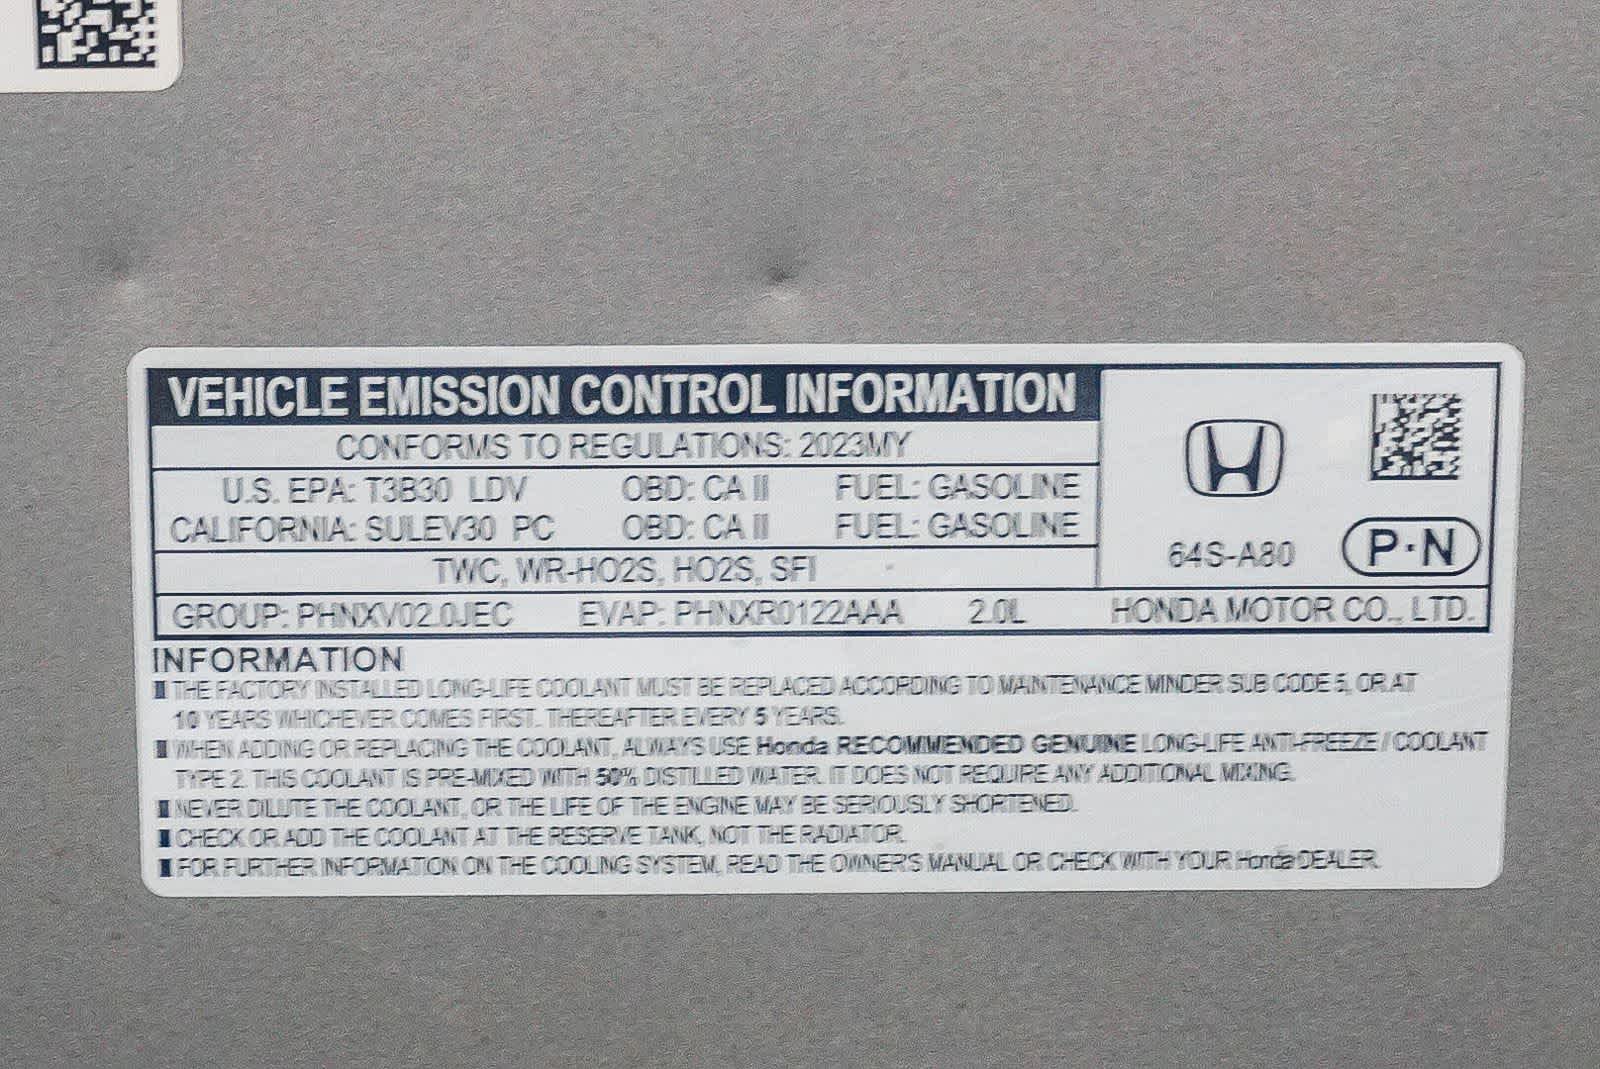 VEHICLE EMISSION CONTROL INFORMATION
CONFORMS TO REGULATIONS: 2023MY
U.S. EPA: T3B30 LDV OBD: CA II FUEL: GASOLINE
CALIFORNIA: SULEV30 PC OBD: CA II FUEL: GASOLINE
TWC, WR-HO2S, HO2S, SFI
64S-A80 P·N
GROUP: PHNXV02.0JEC EVAP: PHNXR0122AAA 2.0L HONDA MOTOR CO., LTD.
INFORMATION
THE FACTORY INSTALLED LONG-LIFE COOLANT MUST BE REPLACED ACCORDING TO MAINTENANCE MINDER SUB CODE 5, OR AT
10 YEARS WHICHEVER COMES FIRST. THEREAFTER EVERY 5 YEARS.
WHEN ADDING OR REPLACING THE COOLANT, ALWAYS USE Honda RECOMMENDED GENUINE LONG-LIFE ANTI-FREEZE / COOLANT
TYPE 2. THIS COOLANT IS PRE-MIXED WITH 50% DISTILLED WATER. IT DOES NOT REQUIRE ANY ADDITIONAL MIXING.
NEVER DILUTE THE COOLANT, OR THE LIFE OF THE ENGINE MAY BE SERIOUSLY SHORTENED.
CHECK OR ADD THE COOLANT AT THE RESERVE TANK, NOT THE RADIATOR.
FOR FURTHER INFORMATION ON THE COOLING SYSTEM, READ THE OWNER'S MANUAL OR CHECK WITH YOUR Honda DEALER.